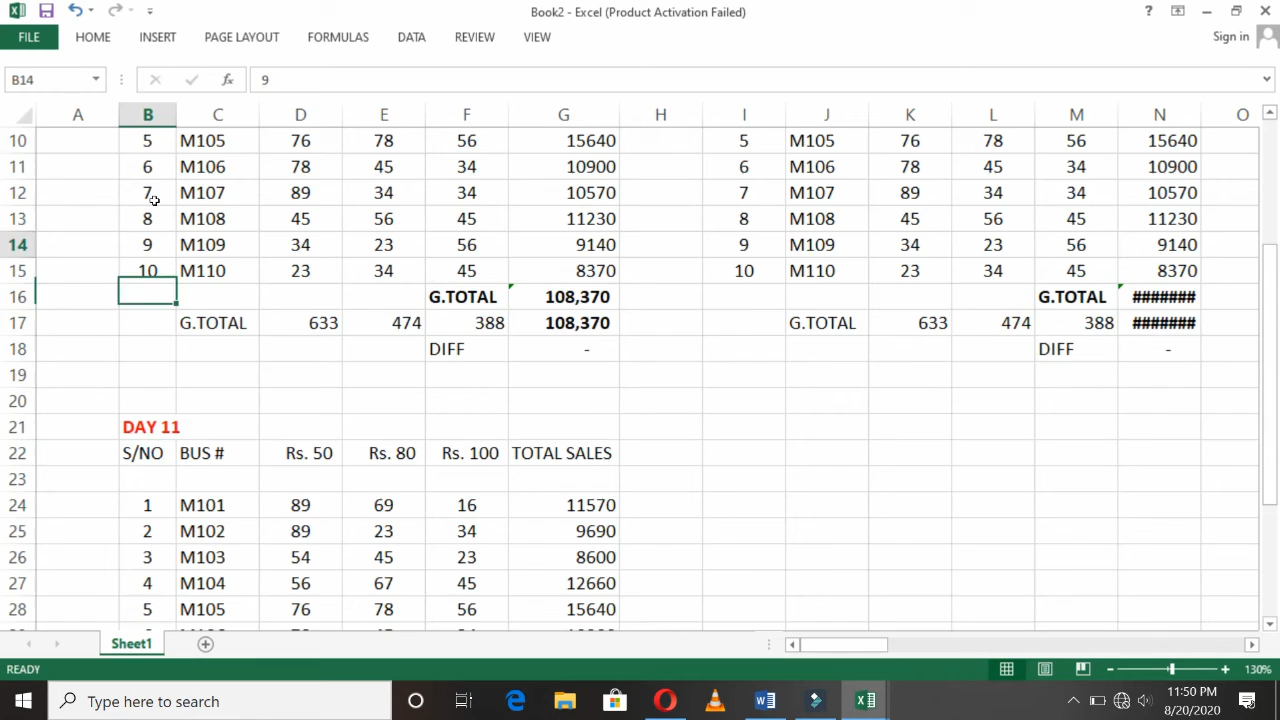 Book2 - Excel (Product Activation Failed)
FILE HOME INSERT PAGE LAYOUT FORMULAS DATA REVIEW VIEW Sign in
B14 fx 9
A B C D E F G H I J K L M N O
10 5 M105 76 78 56 15640 5 M105 76 78 56 15640
11 6 M106 78 45 34 10900 6 M106 78 45 34 10900
12 7 M107 89 34 34 10570 7 M107 89 34 34 10570
13 8 M108 45 56 45 11230 8 M108 45 56 45 11230
14 9 M109 34 23 56 9140 9 M109 34 23 56 9140
15 10 M110 23 34 45 8370 10 M110 23 34 45 8370
16 G.TOTAL 108,370 G.TOTAL #######
17 G.TOTAL 633 474 388 108,370 G.TOTAL 633 474 388 #######
18 DIFF - DIFF -
19
20
21 DAY 11
22 S/NO BUS # Rs. 50 Rs. 80 Rs. 100 TOTAL SALES
23
24 1 M101 89 69 16 11570
25 2 M102 89 23 34 9690
26 3 M103 54 45 23 8600
27 4 M104 56 67 45 12660
28 5 M105 76 78 56 15640
Sheet1
READY 130%
Type here to search 11:50 PM
8/20/2020